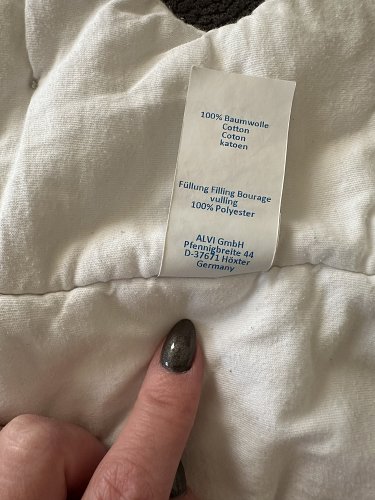 100% Baumwolle
Cotton
Coton
katoen
Füllung Filling Bourage
vulling
100% Polyester
ALVI GmbH
Pfennigbreite 44
D-37671 Höxter
Germany